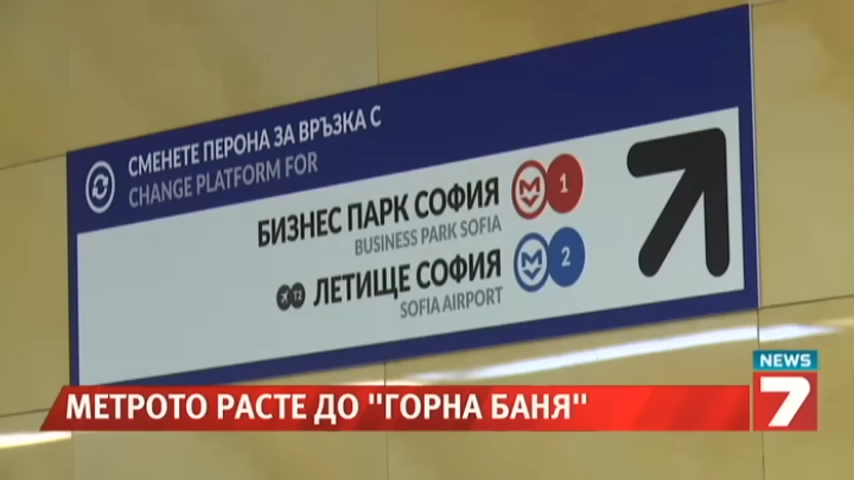 СМЕНЕТЕ ПЕРОНА ЗА ВРЪЗКА С
CHANGE PLATFORM FOR
БИЗНЕС ПАРК СОФИЯ M 1
BUSINESS PARK SOFIA
T2 ЛЕТИЩЕ СОФИЯ M 2
SOFIA AIRPORT
NEWS
7
МЕТРОТО РАСТЕ ДО "ГОРНА БАНЯ"